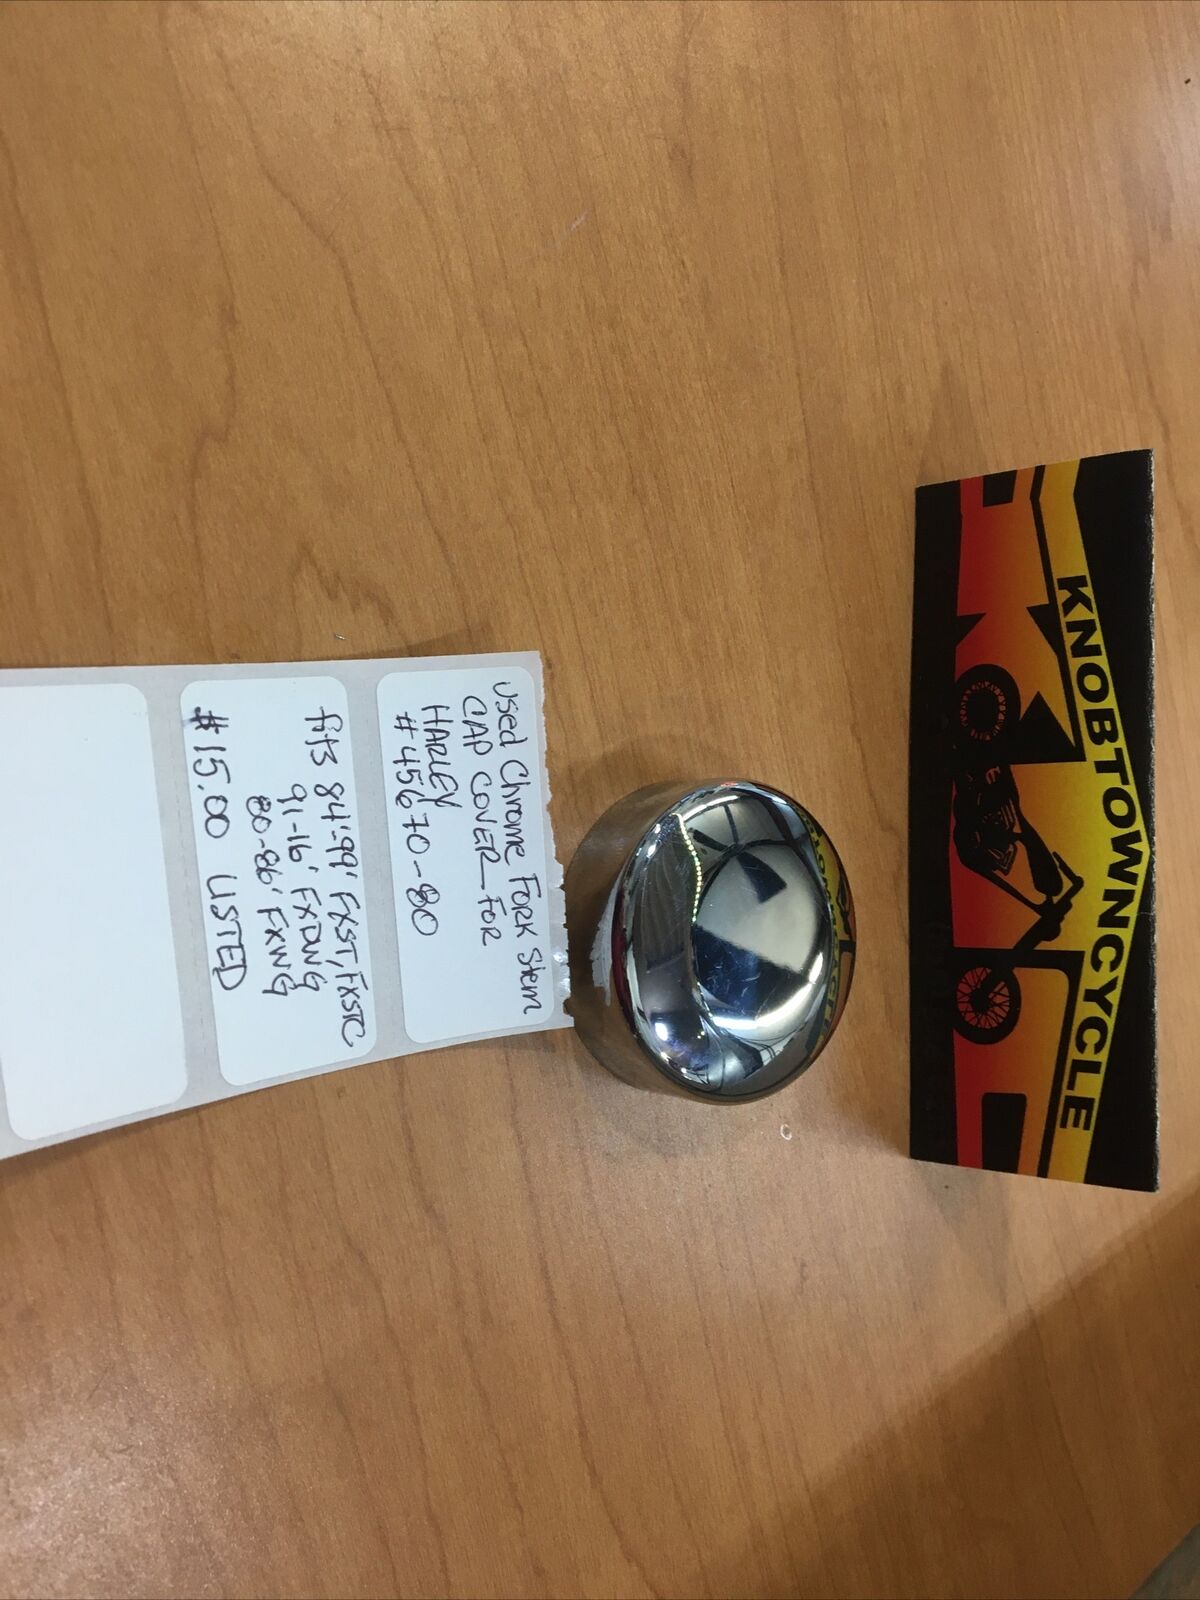 Used Chrome Fork Stem
CAP COVER FOR
HARLEY
# 45670-80
fits 84'-99' FXST, FXSTC
91-16' FXDWG
80-86' FXWG
#15.00 LISTED
KNOBTOWNCYCLE